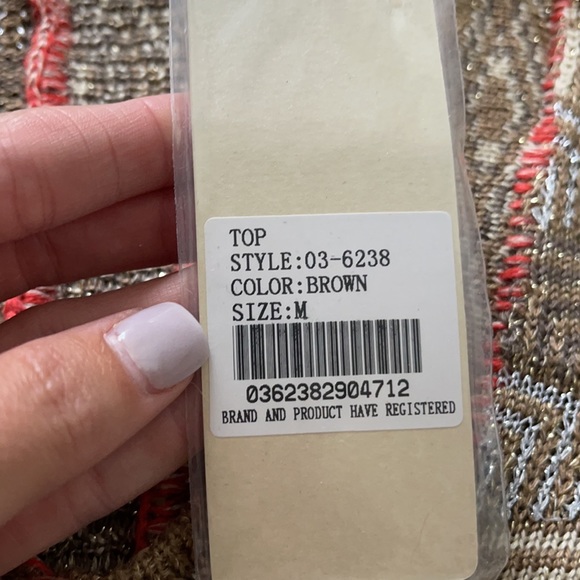 TOP
STYLE:03-6238
COLOR:BROWN
SIZE:M
0362382904712
BRAND AND PRODUCT HAVE REGISTERED